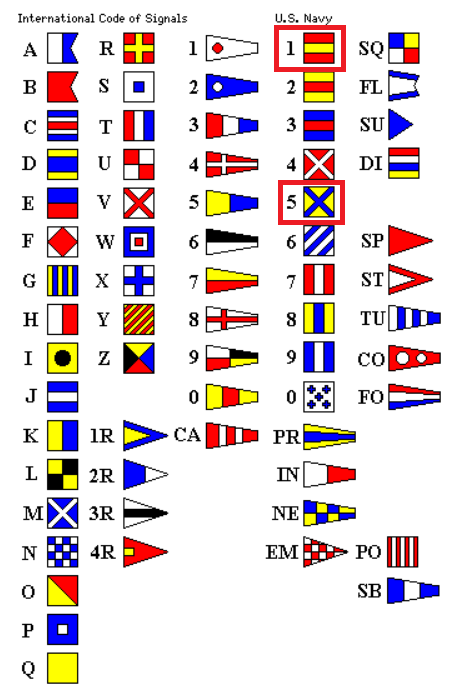 International Code of Signals U.S. Navy
A R 1 1 SQ
B S 2 2 FL
C T 3 3 SU
D U 4 4 DI
E V 5 5
F W 6 6 SP
G X 7 7 ST
H Y 8 8 TU
I Z 9 9 CO
J 0 0 FO
K 1R CA PR
L 2R IN
M 3R NE
N 4R EM PO
O SB
P
Q